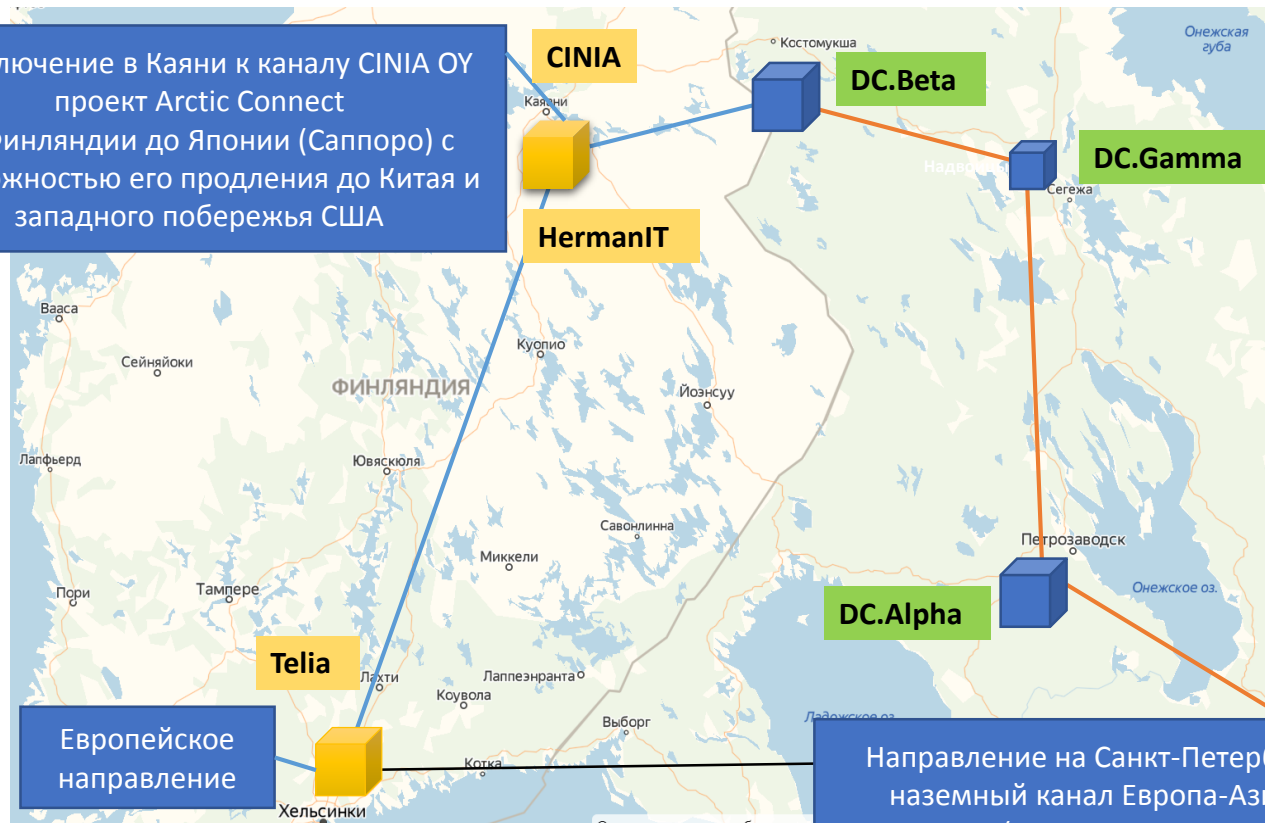 лючение в Каяни к каналу CINIA OY
проект Arctic Connect
инляндии до Японии (Саппоро) с
ожностью его продления до Китая и
западного побережья США
CINIA
Каяни
HermanIT
Костомукша
DC.Beta
Онежская
губа
DC.Gamma
Сегежа
Вааса
Сейняйоки
Куопио
ФИНЛЯНДИЯ
Йоэнсуу
Лапфьерд
Ювяскюля
Савонлинна
Миккели
Петрозаводск
Пори
Тампере
Онежское оз.
DC.Alpha
Telia
Лахти
Лаппеэнранта
Коувола
Выборг
Ладожское оз.
Европейское
направление
Котка
Хельсинки
Направление на Санкт-Петерб
наземный канал Европа-Ази